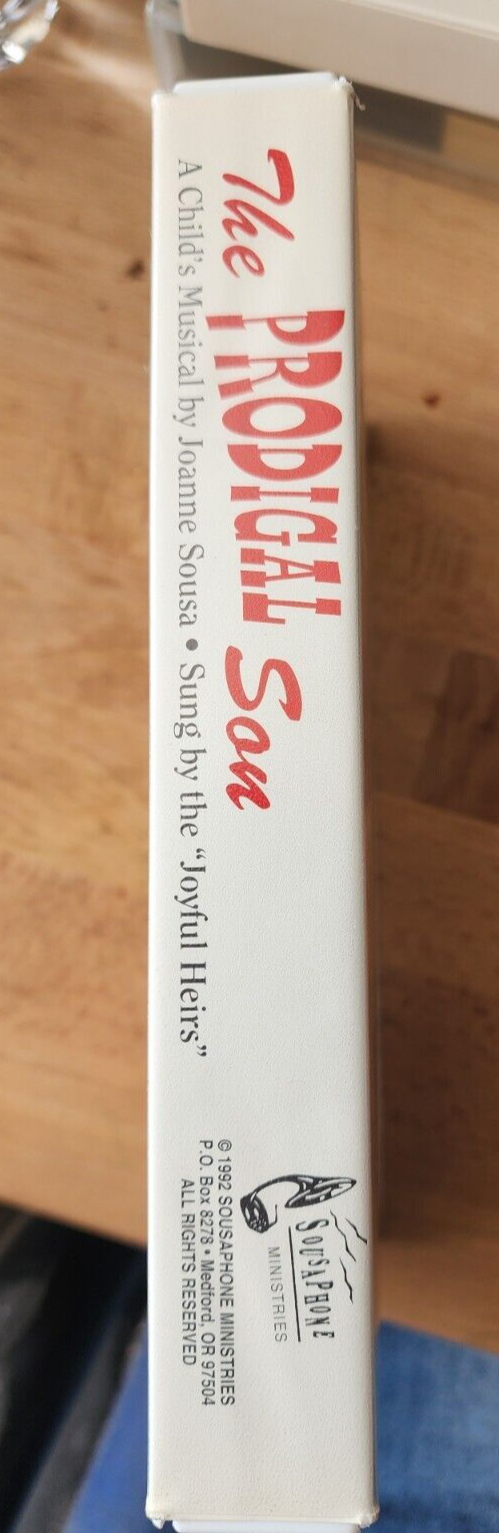 The PRODIGAL Son
A Child's Musical by Joanne Sousa • Sung by the “Joyful Heirs”
SOUSAPHONE
MINISTRIES
© 1992 SOUSAPHONE MINISTRIES
P.O. Box 8278 • Medford, OR 97504
ALL RIGHTS RESERVED